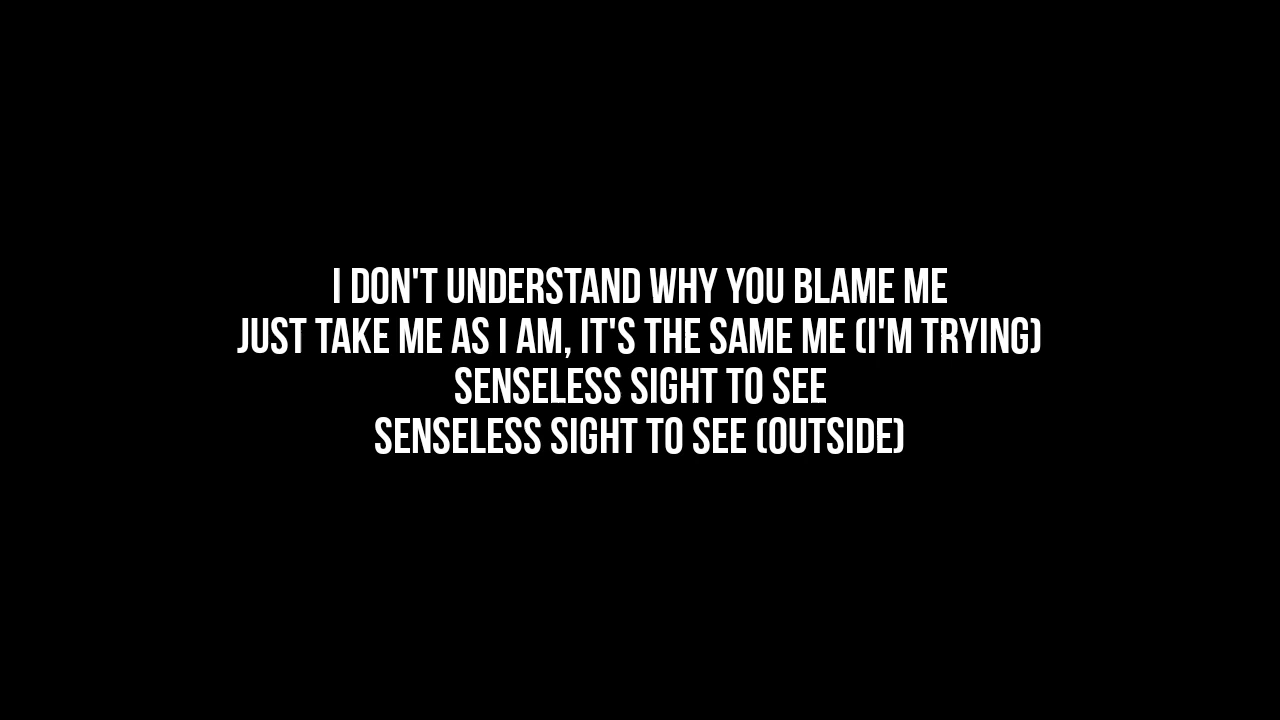 I DON'T UNDERSTAND WHY YOU BLAME ME
JUST TAKE ME AS I AM, IT'S THE SAME ME (I'M TRYING)
SENSELESS SIGHT TO SEE
SENSELESS SIGHT TO SEE (OUTSIDE)